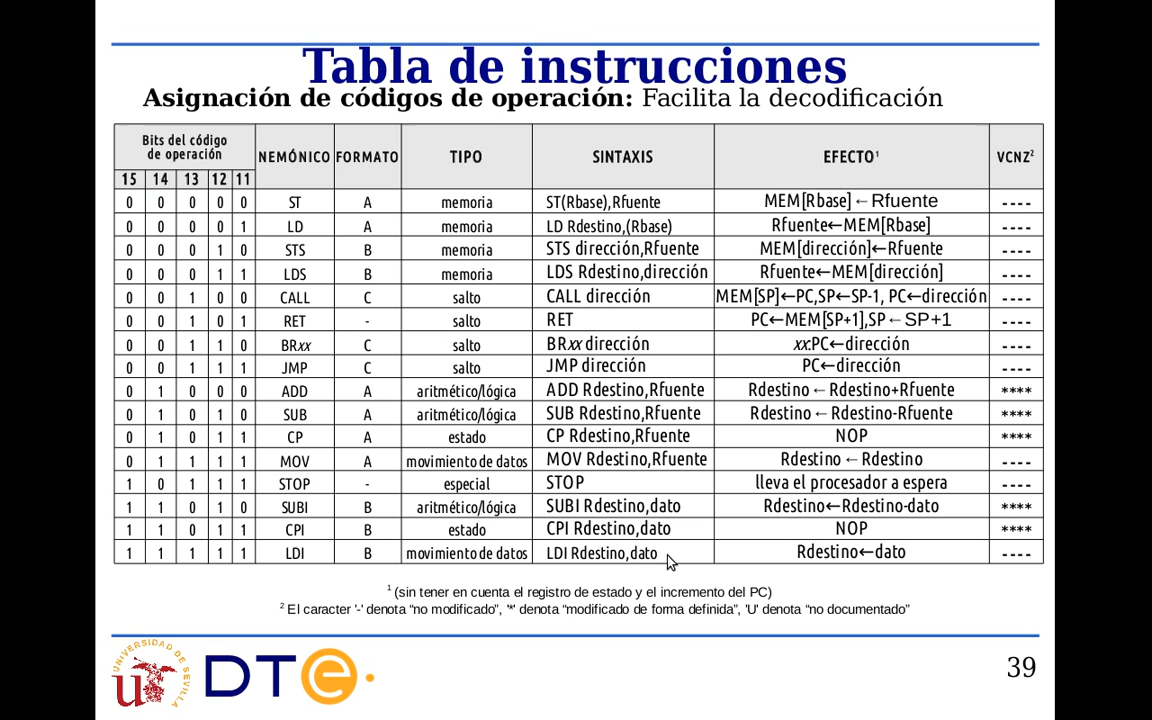 Tabla de instrucciones
Asignación de códigos de operación: Facilita la decodificación
Bits del código de operación NEMÓNICO FORMATO TIPO SINTAXIS EFECTO¹ VCNZ²
15 14 13 12 11
0 0 0 0 0 ST A memoria ST(Rbase),Rfuente MEM[Rbase]←Rfuente ----
0 0 0 0 1 LD A memoria LD Rdestino,(Rbase) Rfuente←MEM[Rbase] ----
0 0 0 1 0 STS B memoria STS dirección,Rfuente MEM[dirección]←Rfuente ----
0 0 0 1 1 LDS B memoria LDS Rdestino,dirección Rfuente←MEM[dirección] ----
0 0 1 0 0 CALL C salto CALL dirección MEM[SP]←PC,SP←SP-1, PC←dirección ----
0 0 1 0 1 RET - salto RET PC←MEM[SP+1],SP←SP+1 ----
0 0 1 1 0 BRxx C salto BRxx dirección xx:PC←dirección ----
0 0 1 1 1 JMP C salto JMP dirección PC←dirección ----
0 1 0 0 0 ADD A aritmético/lógica ADD Rdestino,Rfuente Rdestino←Rdestino+Rfuente ****
0 1 0 1 0 SUB A aritmético/lógica SUB Rdestino,Rfuente Rdestino←Rdestino-Rfuente ****
0 1 0 1 1 CP A estado CP Rdestino,Rfuente NOP ****
0 1 1 1 1 MOV A movimiento de datos MOV Rdestino,Rfuente Rdestino←Rdestino ----
1 0 1 1 1 STOP - especial STOP lleva el procesador a espera ----
1 1 0 1 0 SUBI B aritmético/lógica SUBI Rdestino,dato Rdestino←Rdestino-dato ****
1 1 0 1 1 CPI B estado CPI Rdestino,dato NOP ****
1 1 1 1 1 LDI B movimiento de datos LDI Rdestino,dato Rdestino←dato ----
¹ (sin tener en cuenta el registro de estado y el incremento del PC)
² El caracter '-' denota “no modificado”, '*' denota “modificado de forma definida”, 'U' denota “no documentado”
UNIVERSIDAD DE SEVILLA
DTe
39